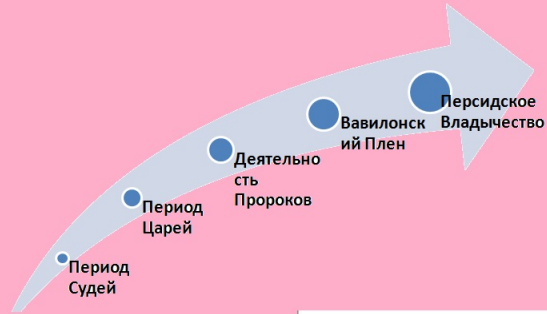 Персидское
Владычество
Вавилонск
ий Плен
Деятельно
сть
Пророков
Период
Царей
Период
Судей